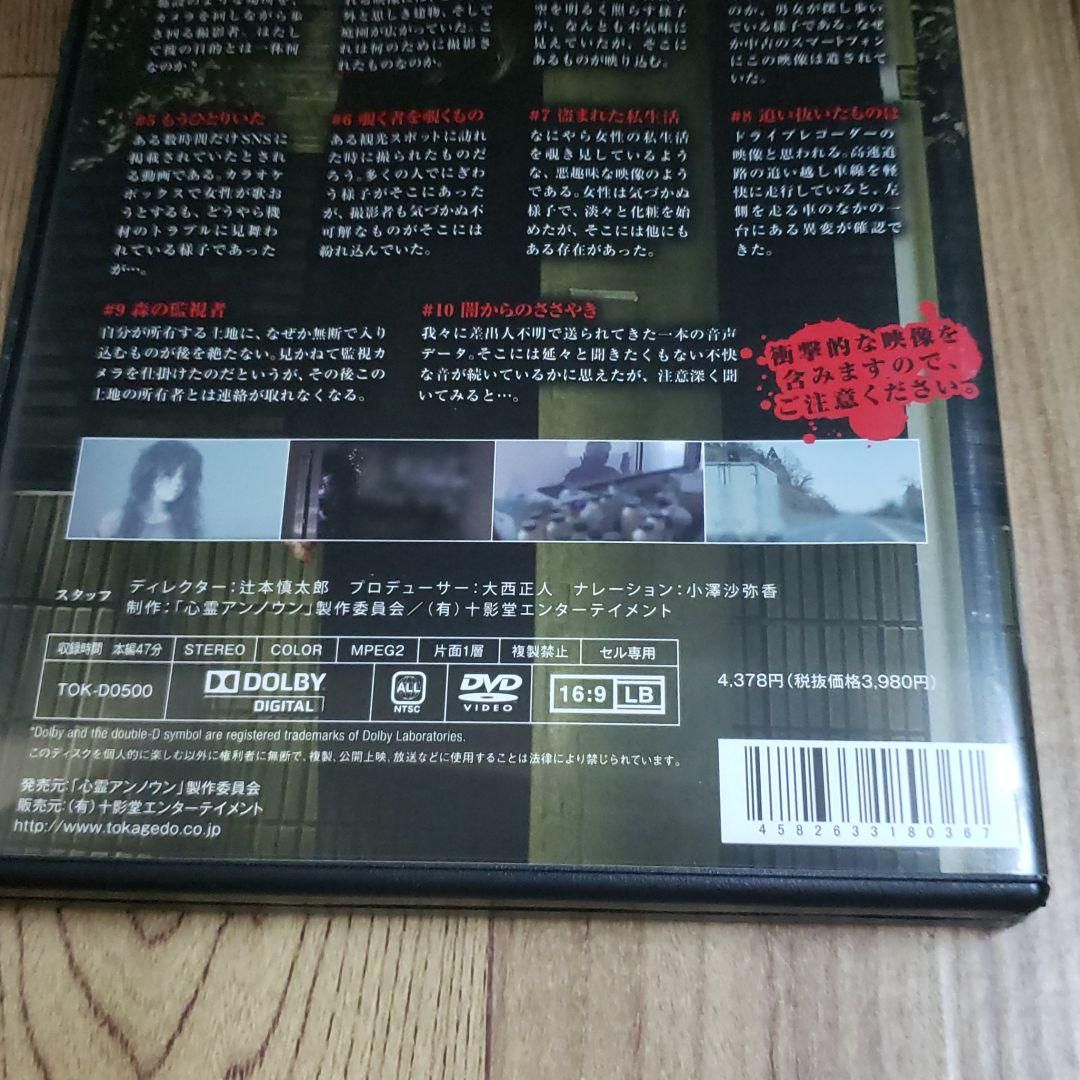 カメラを回しながら歩
き回る撮影者。はたし
て彼の目的とは一体何
なのか?
外と思しき建物、そして
墓園が広がっていた。こ
れは何のために撮影さ
れたものなのか。
窓を明るく照らす様子
が、なんとも不気味に
見えていたが、そこに
あるものが映り込む。
のか、男女が探し歩い
ている様子である。なぜ
か中古のスマートフォン
にこの映像は遺されて
いた。
#5 もうひとりいた
ある数時間だけSNSに
掲載されていたとされ
る動画である。カラオケ
ボックスで女性が歌お
うとするも、どうやら機
材のトラブルに見舞わ
れている様子であった
が…。
#6 覗く者を覗くもの
ある観光スポットに訪れ
た時に撮られたものだ
ろう。多くの人でにぎわ
う様子がそこにあった
が、撮影者も気づかぬ不
可解なものがそこには
紛れ込んでいた。
#7 盗まれた私生活
なにやら女性の私生活
を覗き見しているよう
な、悪趣味な映像のよう
である。女性は気づかぬ
様子で、淡々と化粧を始
めたが、そこには他にも
ある存在があった。
#8 追い抜いたものは
ドライブレコーダーの
映像と思われる。高速道
路の追い越し車線を軽
快に走行していると、左
側を走る車のなかの一
台にある異変が確認で
きた。
#9 森の監視者
自分が所有する土地に、なぜか無断で入り
込むものが後を絶たない。見かねて監視カ
メラを仕掛けたのだというが、その後この
土地の所有者とは連絡が取れなくなる。
#10 闇からのささやき
我々に差出人不明で送られてきた一本の音声
データ。そこには延々と聞きたくもない不快
な音が続いているかに思えたが、注意深く聞
いてみると…。
衝撃的な映像を
含みますので、
ご注意ください。
スタッフ
ディレクター:辻本慎太郎 プロデューサー:大西正人 ナレーション:小澤沙弥香
制作:「心霊アンノウン」製作委員会/(有)十影堂エンターテイメント
収録時間 本編47分 STEREO COLOR MPEG2 片面1層 複製禁止 セル専用
TOK-D0500 DOLBY DIGITAL ALL NTSC DVD VIDEO 16:9 LB
4,378円(税抜価格3,980円)
"Dolby and the double-D symbol are registered trademarks of Dolby Laboratories.
このディスクを個人的に楽しむ以外に権利者に無断で、複製、公開上映、放送などに使用することは法律により禁じられています。
発売元:「心霊アンノウン」製作委員会
販売元:(有)十影堂エンターテイメント
http://www.tokagedo.co.jp
4582633180367